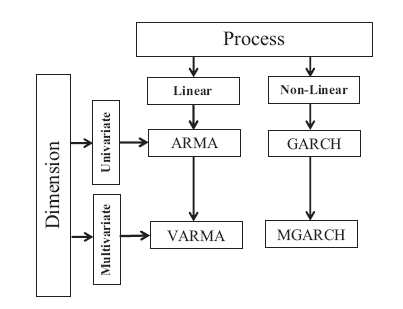 Process
Linear
Non-Linear
Dimension
Univariate
ARMA
GARCH
Multivariate
VARMA
MGARCH